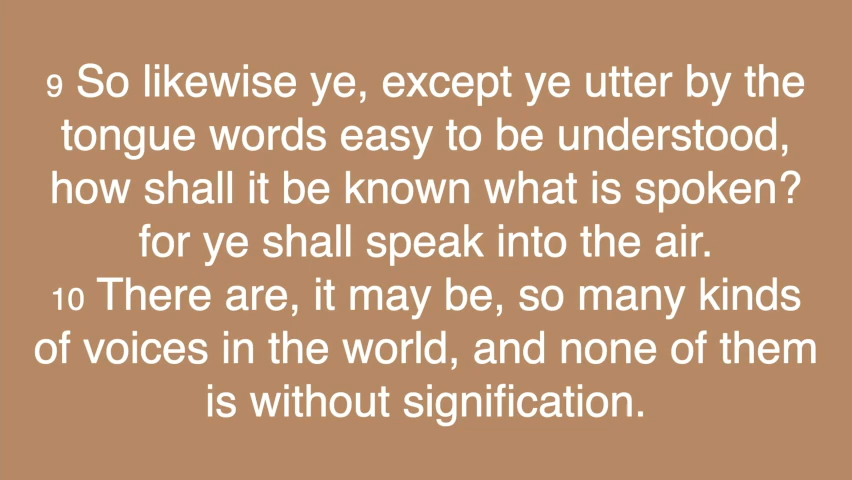 9 So likewise ye, except ye utter by the
tongue words easy to be understood,
how shall it be known what is spoken?
for ye shall speak into the air.
10 There are, it may be, so many kinds
of voices in the world, and none of them
is without signification.